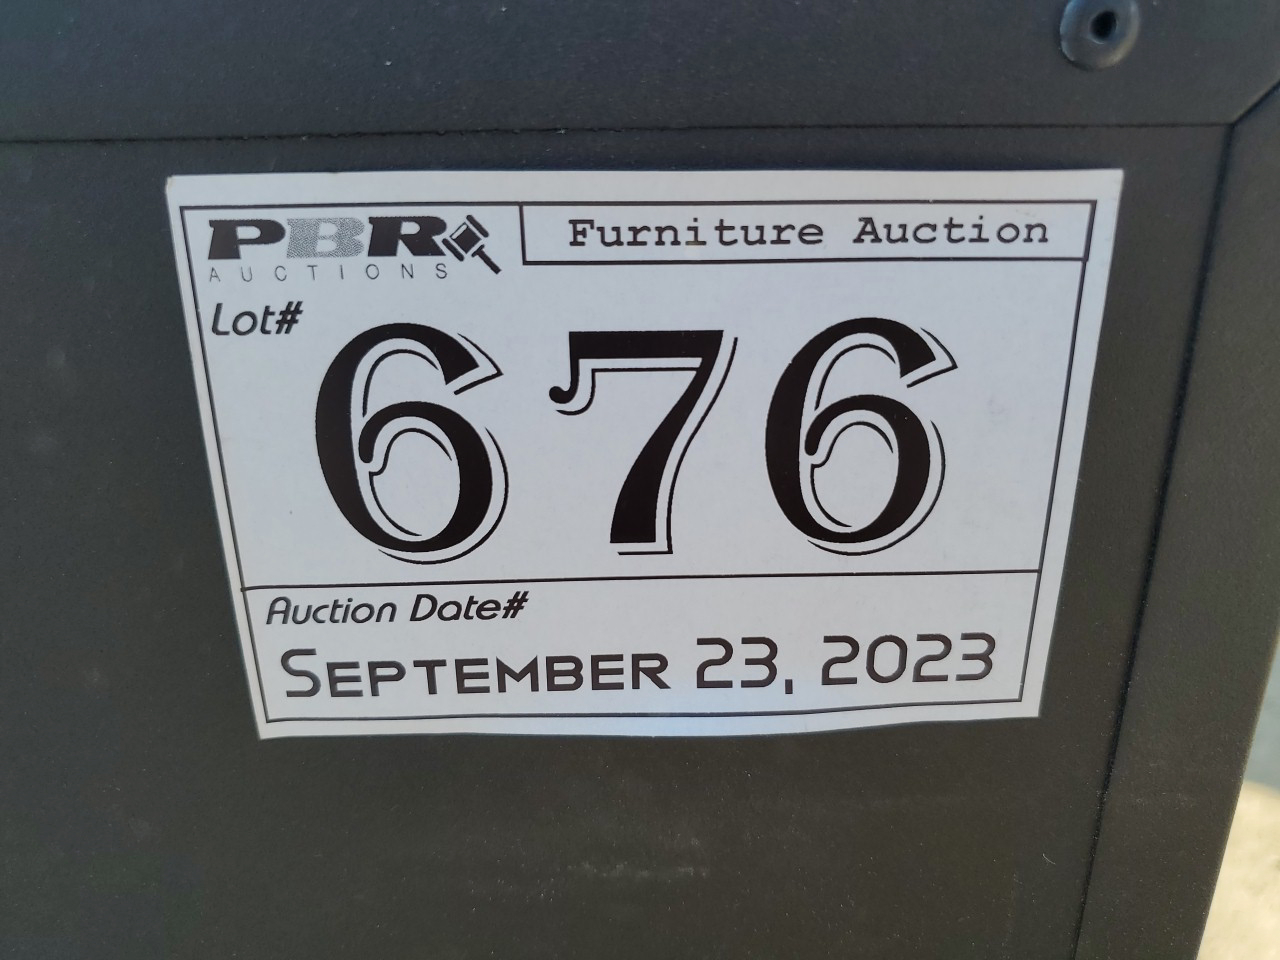 PBR
AUCTIONS
Furniture Auction
Lot#
676
Auction Date#
SEPTEMBER 23, 2023